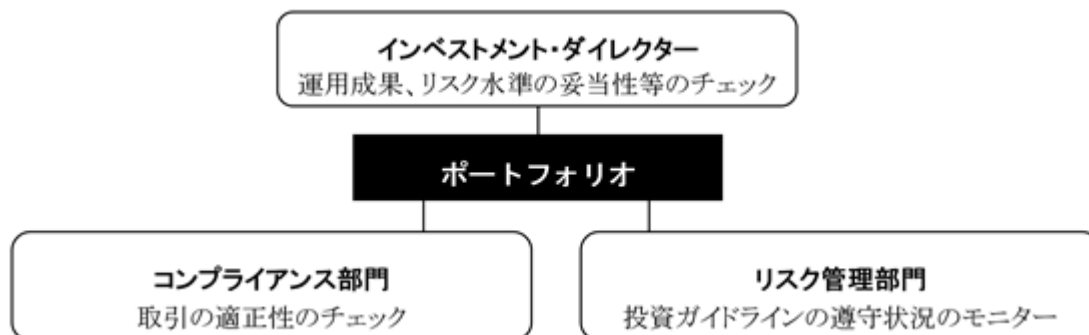 インベストメント・ダイレクター
運用成果、リスク水準の妥当性等のチェック
ポートフォリオ
コンプライアンス部門
取引の適正性のチェック
リスク管理部門
投資ガイドラインの遵守状況のモニター